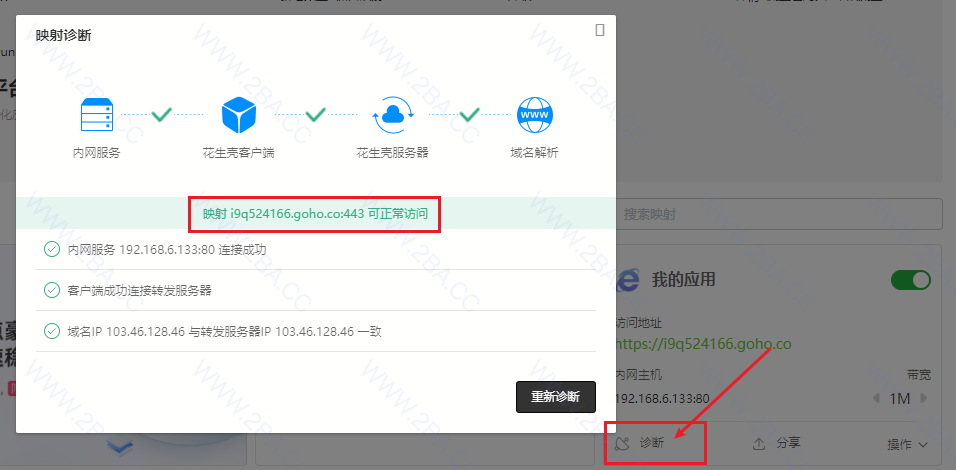 映射诊断
内网服务
花生壳客户端
花生壳服务器
WWW
域名解析
映射 i9q524166.goho.co:443 可正常访问
内网服务 192.168.6.133:80 连接成功
客户端成功连接转发服务器
域名IP 103.46.128.46 与转发服务器IP 103.46.128.46 一致
重新诊断
搜索映射
我的应用
访问地址
https://i9q524166.goho.co
内网主机
带宽
192.168.6.133:80
1M
诊断
分享
操作
WWW.2BA.CC